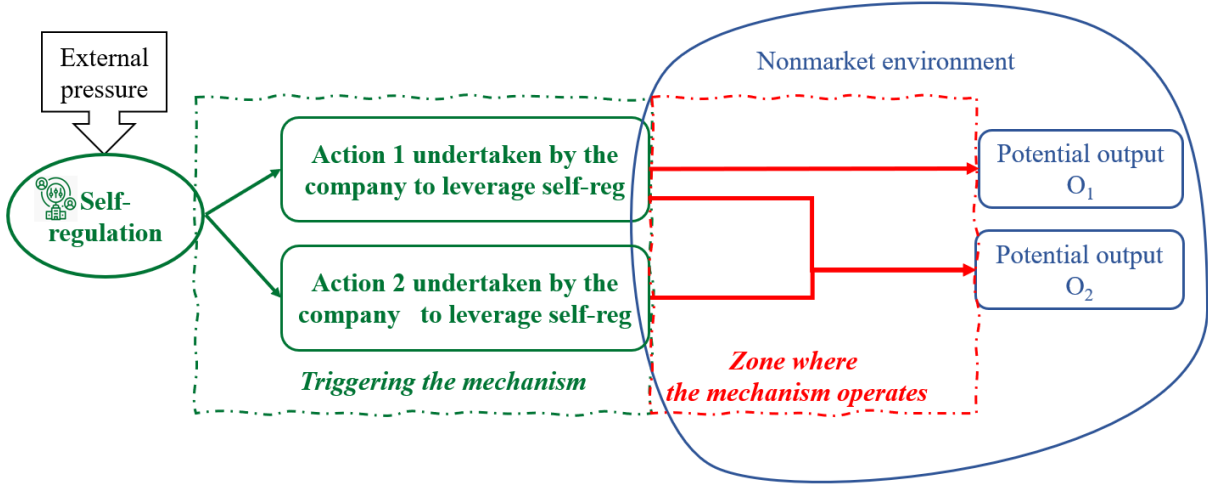 External
pressure
Self-
regulation
Action 1 undertaken by the
company to leverage self-reg
Action 2 undertaken by the
company to leverage self-reg
Triggering the mechanism
Nonmarket environment
Zone where
the mechanism operates
Potential output
O₁
Potential output
O₂